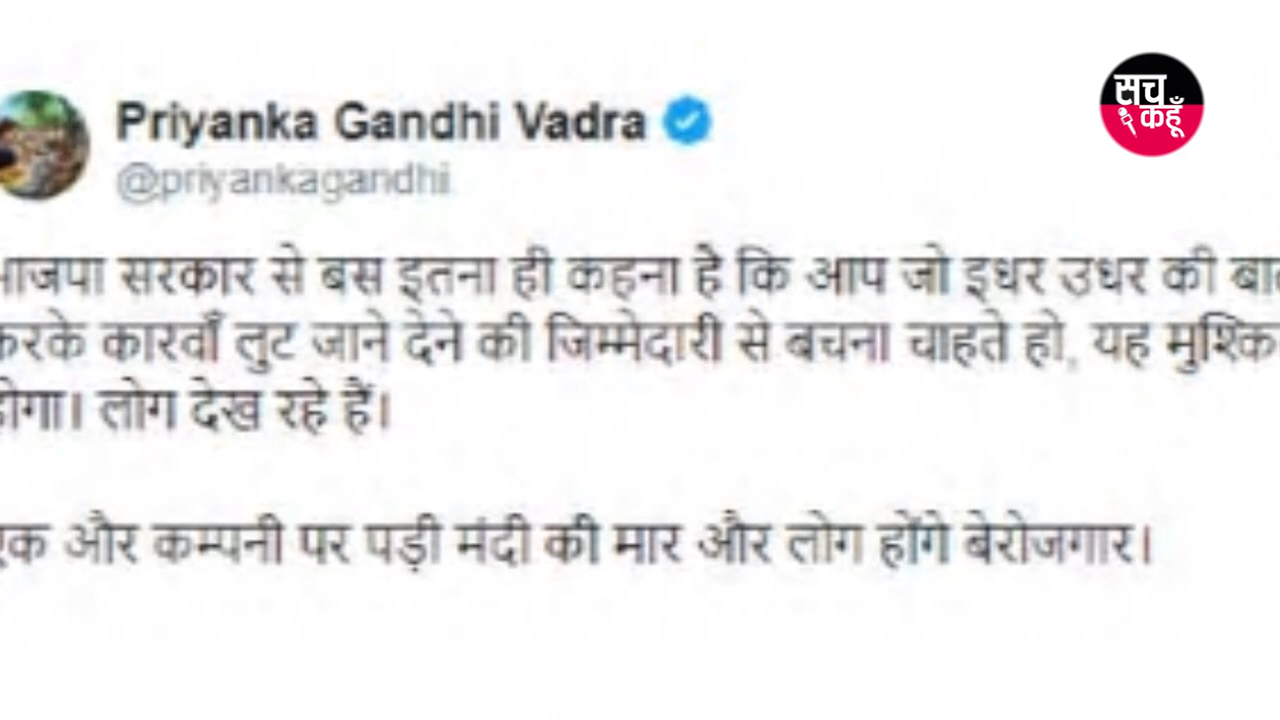 Priyanka Gandhi Vadra
सच
कहूँ
@priyankagandhi
भाजपा सरकार से बस इतना ही कहना है कि आप जो इधर उधर की बात
करके कारवाँ लुट जाने देने की जिम्मेदारी से बचना चाहते हो, यह मुश्कि
होगा। लोग देख रहे हैं।
एक और कम्पनी पर पड़ी मंदी की मार और लोग होंगे बेरोजगार।